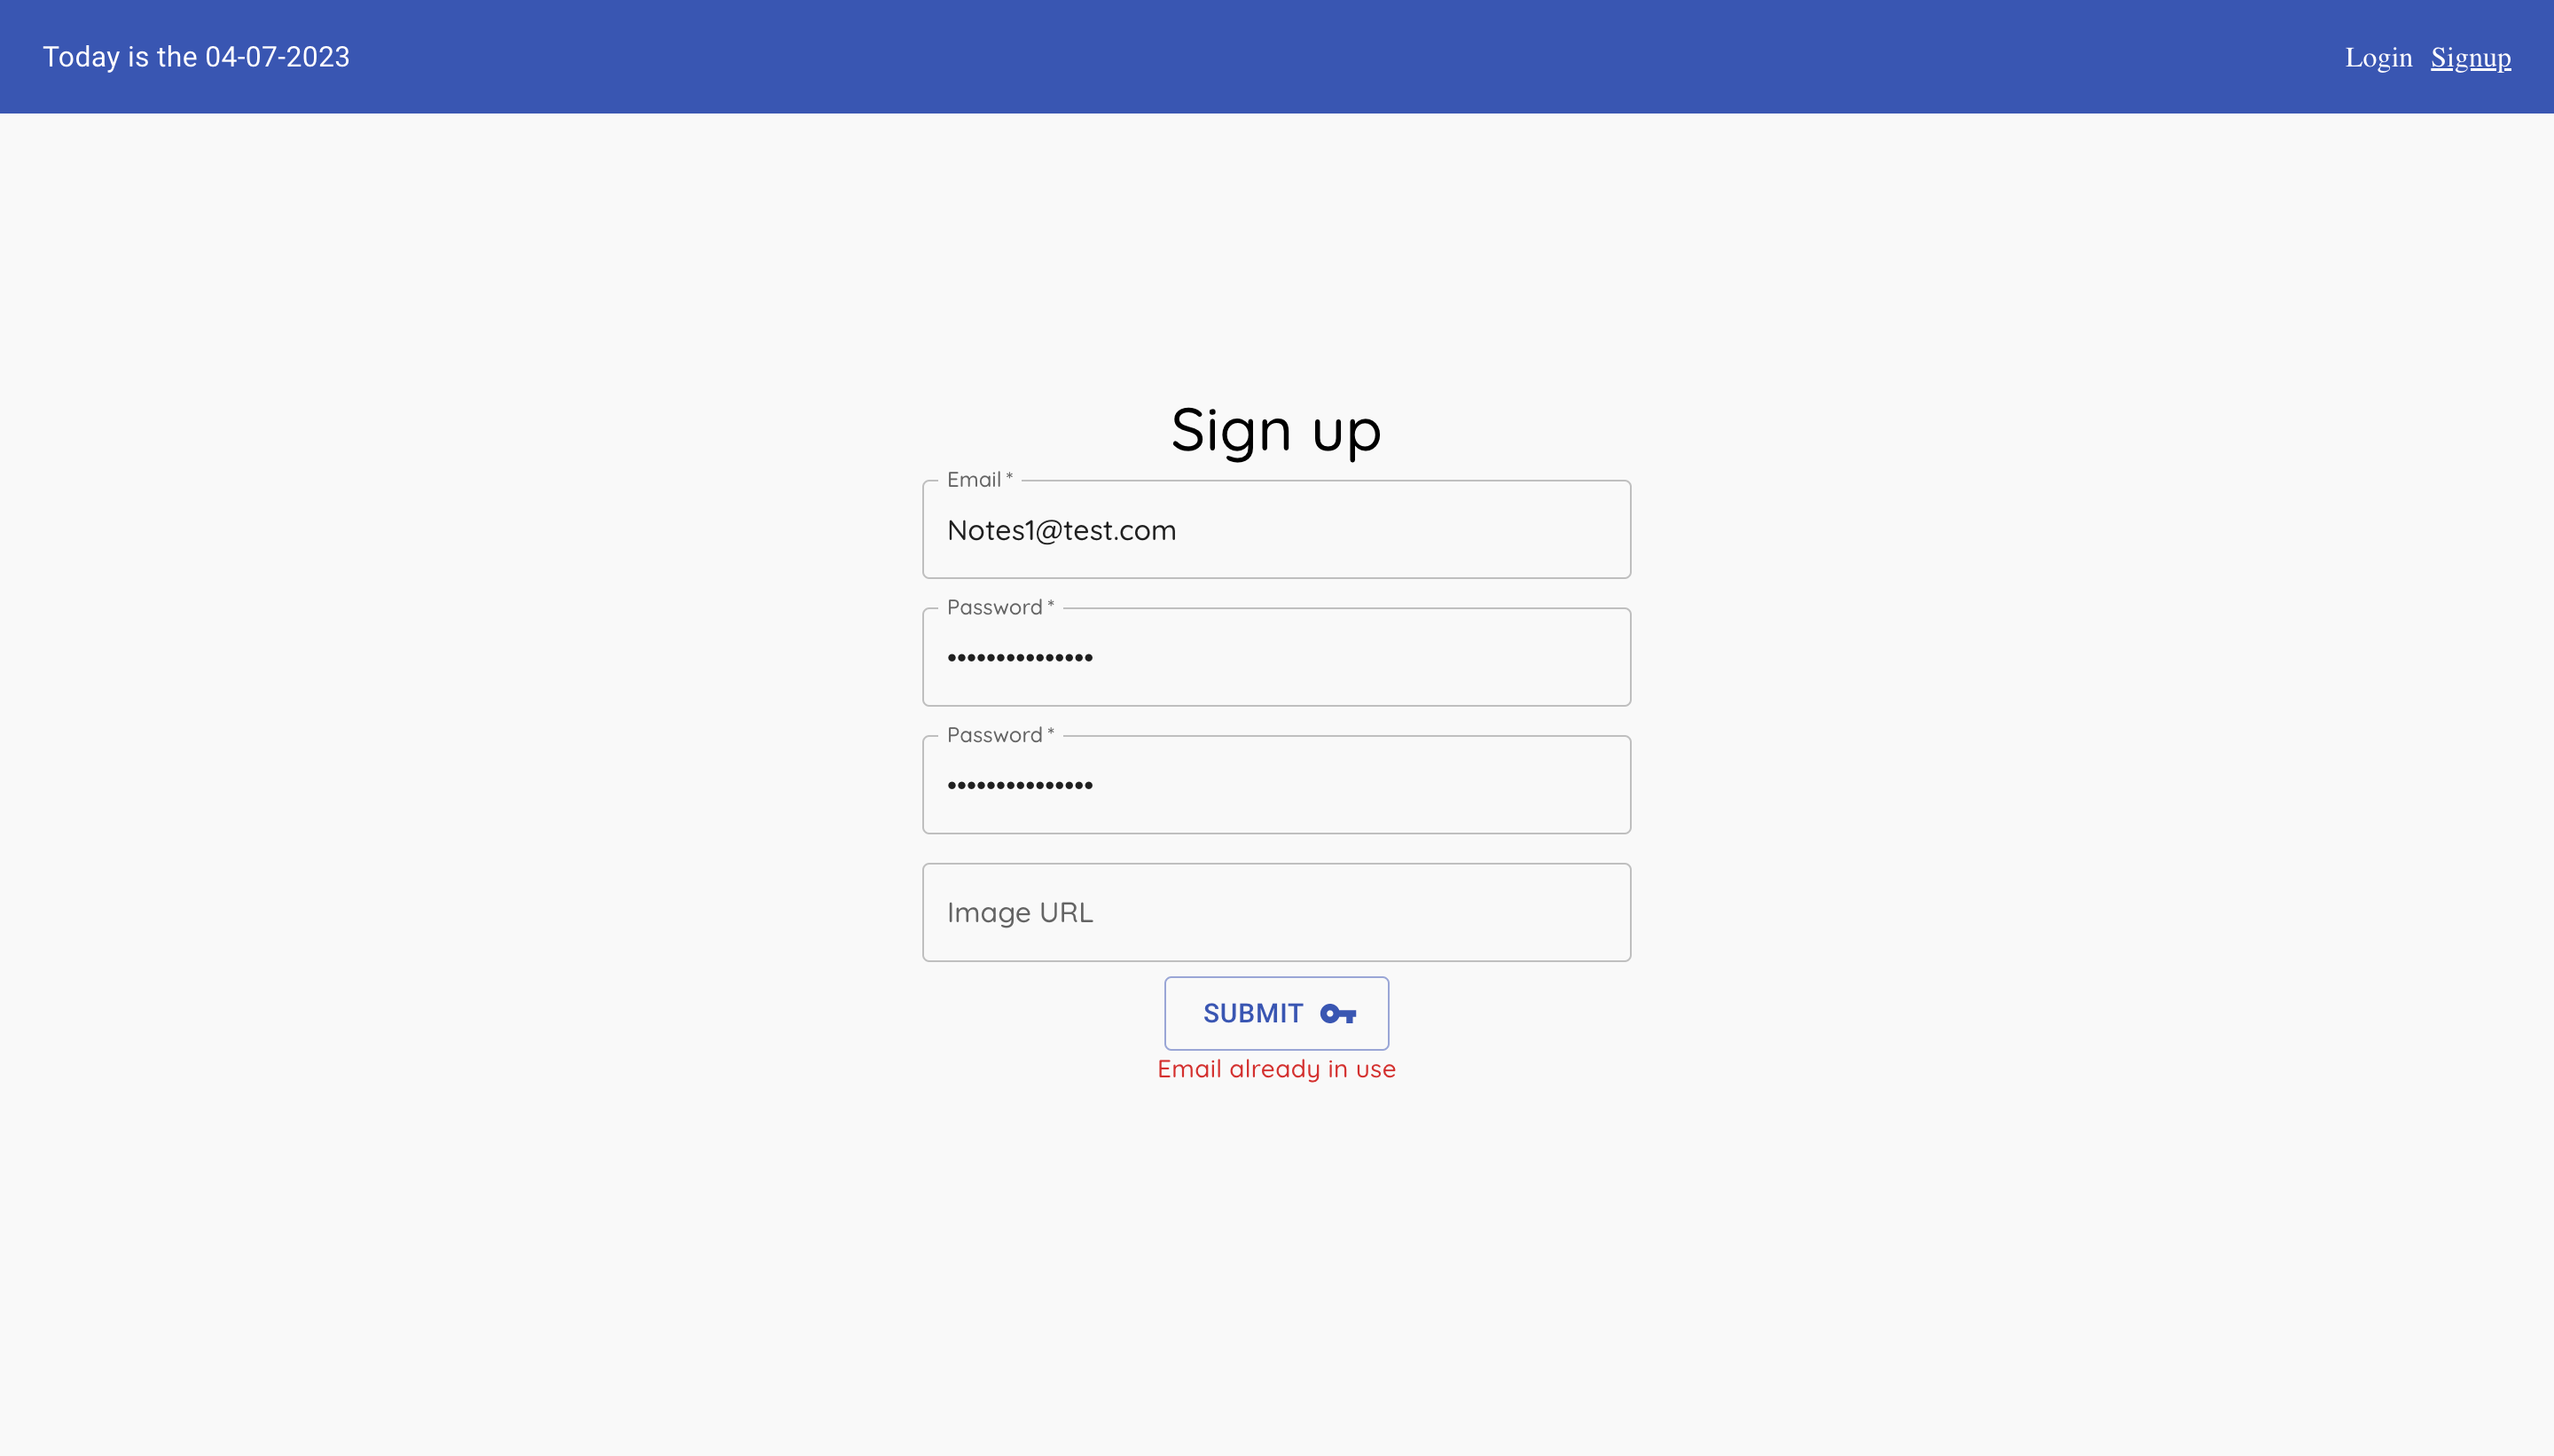 Today is the 04-07-2023
Login Signup
Sign up
Email *
Notes1@test.com
Password *
•••••••••••••••
Password *
•••••••••••••••
Image URL
SUBMIT
Email already in use